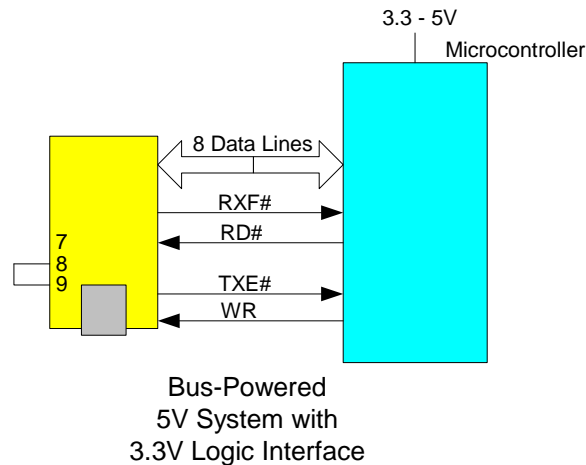 3.3 - 5V
Microcontroller
8 Data Lines
RXF#
RD#
TXE#
WR
7
8
9
Bus-Powered
5V System with
3.3V Logic Interface